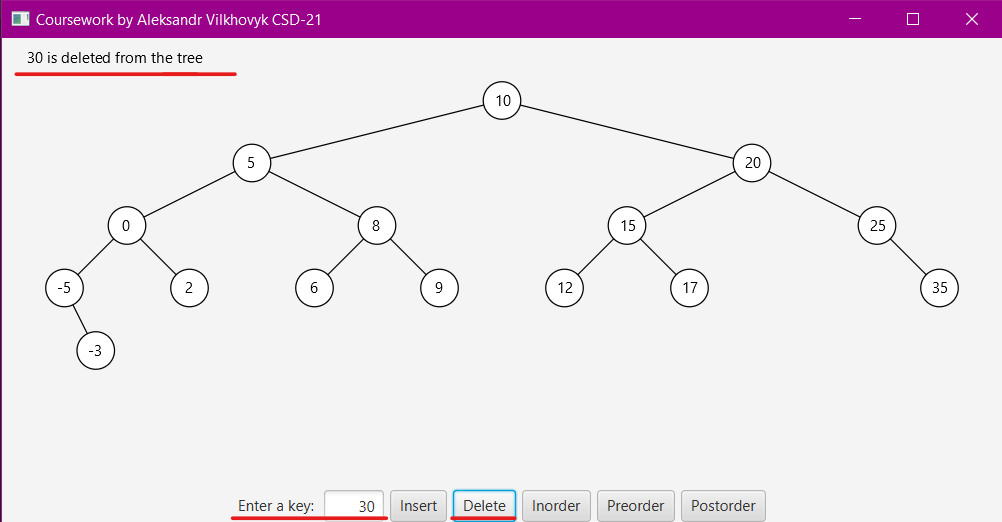 Coursework by Aleksandr Vilkhovyk CSD-21
30 is deleted from the tree
10
5 20
0 8 15 25
-5 2 6 9 12 17 35
-3
Enter a key: 30 Insert Delete Inorder Preorder Postorder